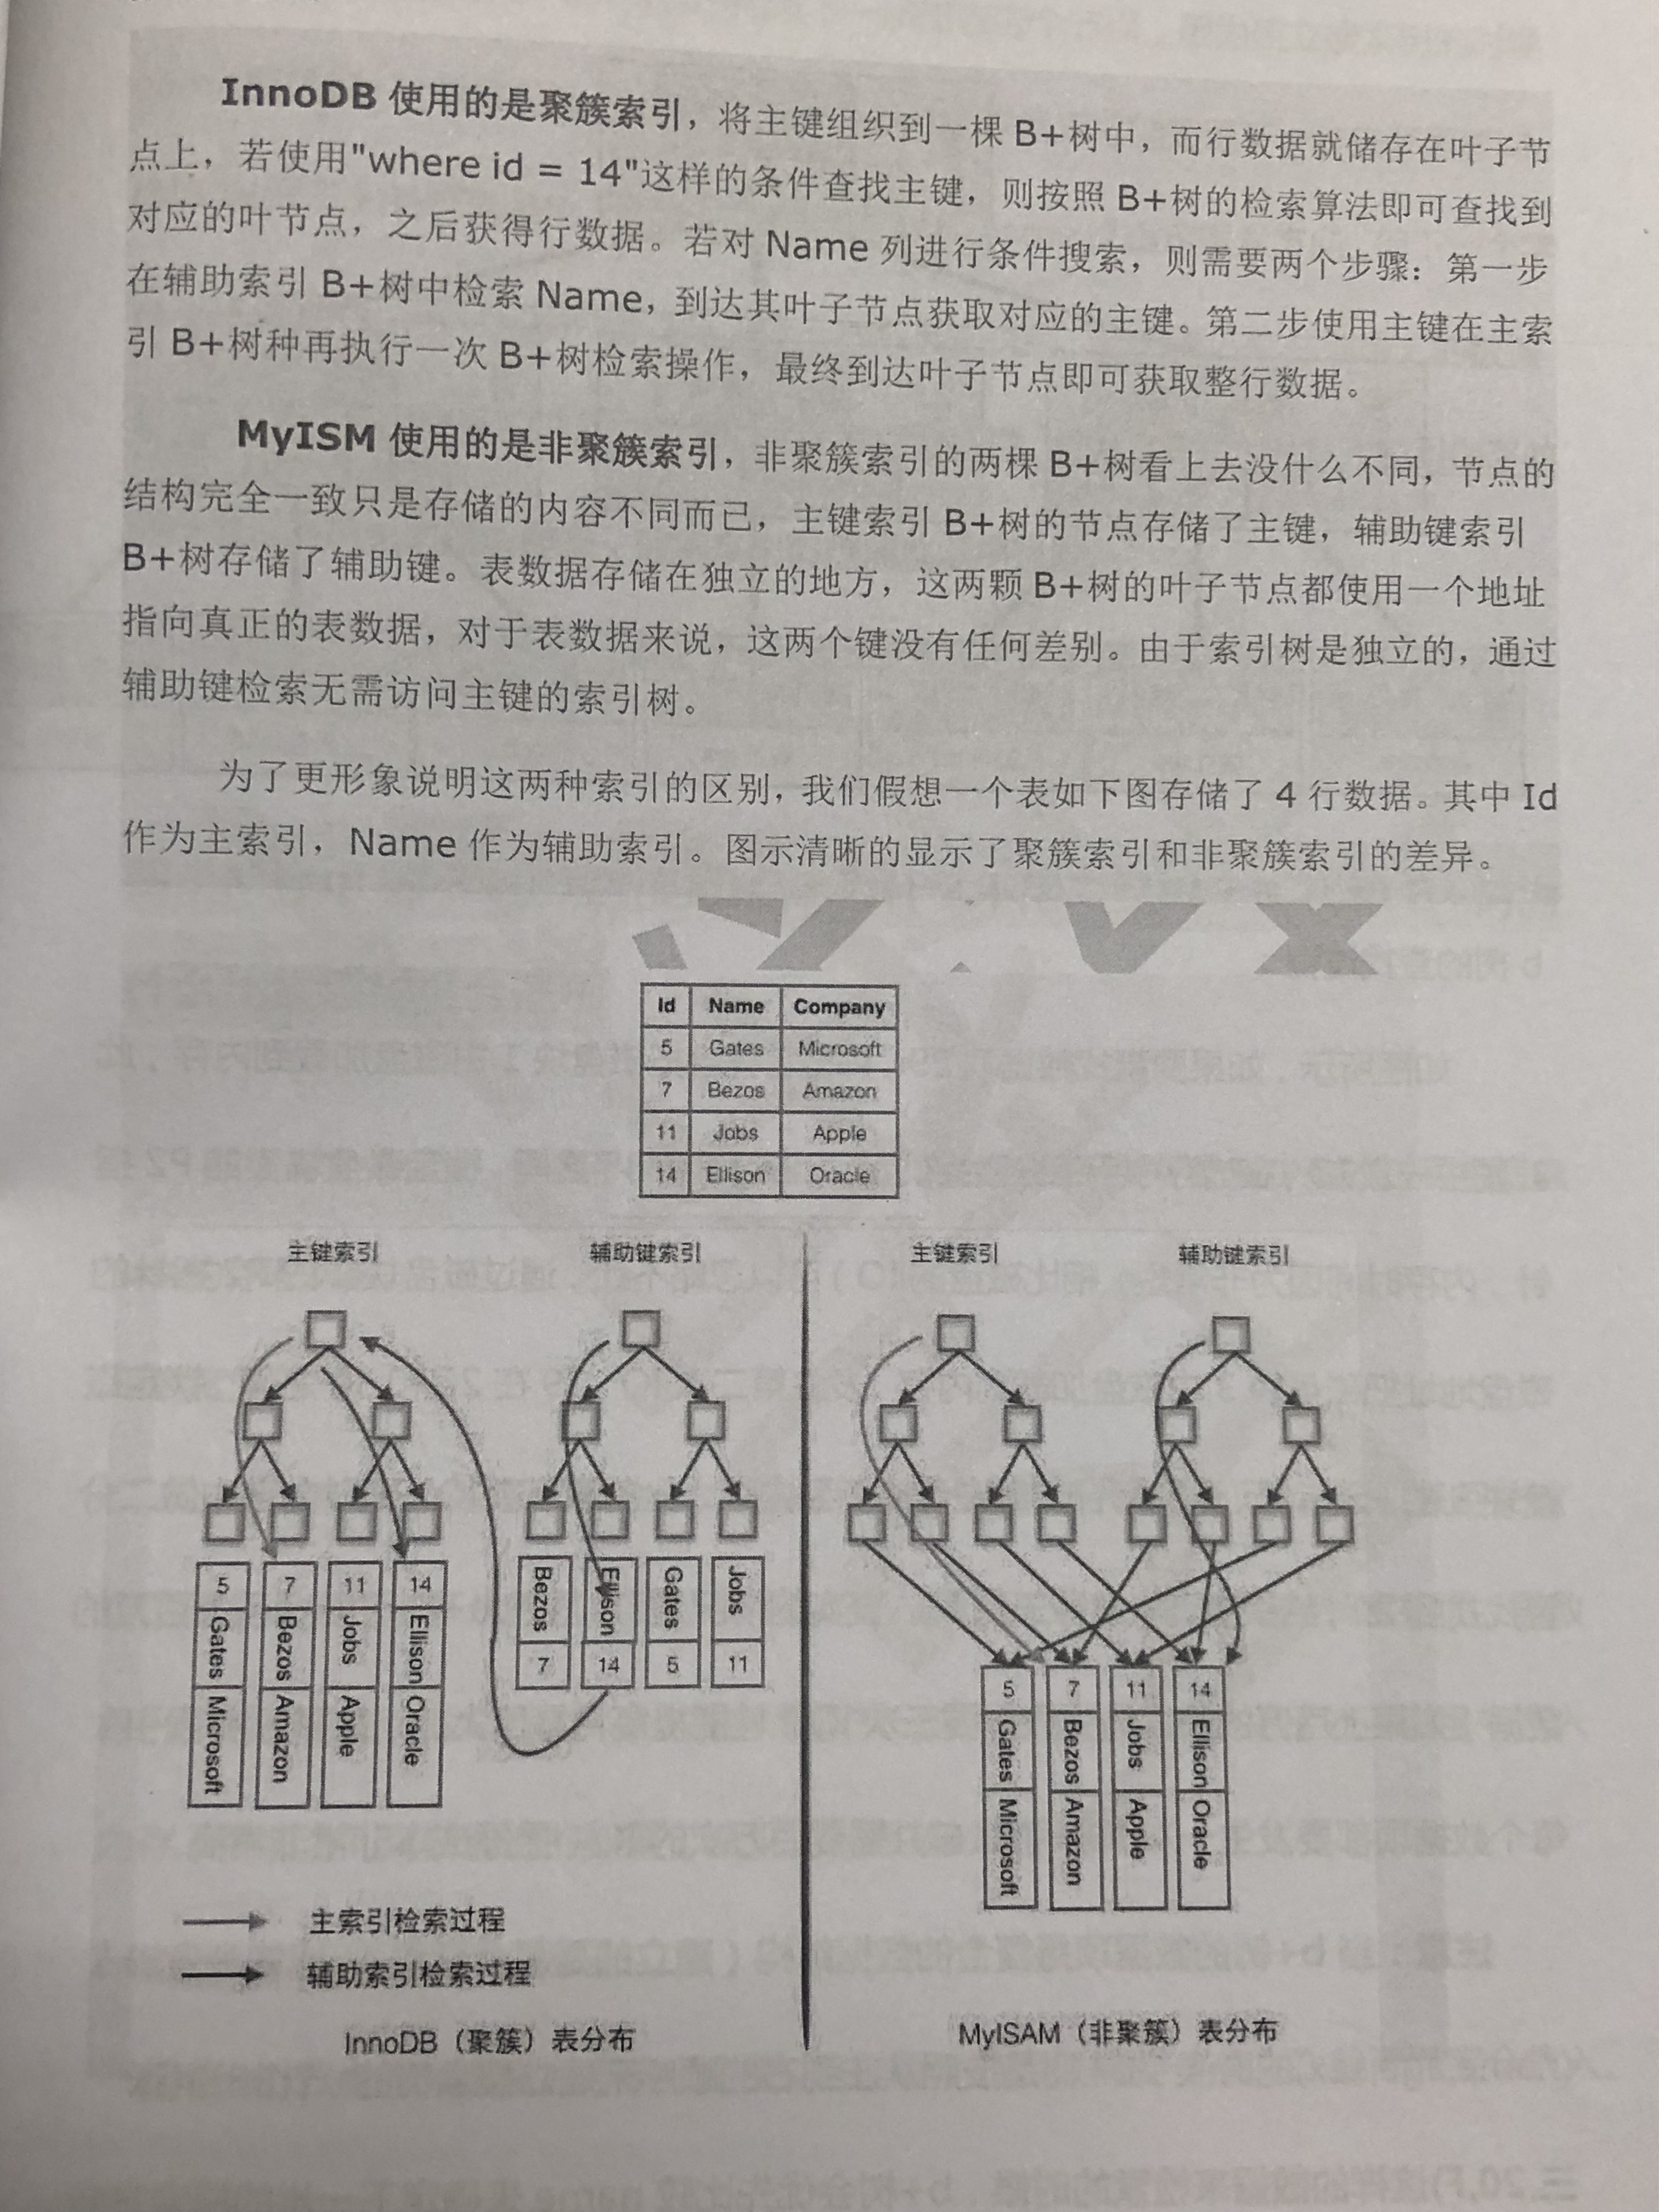 InnoDB 使用的是聚簇索引，将主键组织到一棵 B+树中，而行数据就储存在叶子节
点上，若使用"where id = 14"这样的条件查找主键，则按照 B+树的检索算法即可查找到
对应的叶节点，之后获得行数据。若对 Name 列进行条件搜索，则需要两个步骤：第一步
在辅助索引 B+树中检索 Name，到达其叶子节点获取对应的主键。第二步使用主键在主索
引 B+树种再执行一次 B+树检索操作，最终到达叶子节点即可获取整行数据。
MyISM 使用的是非聚簇索引，非聚簇索引的两棵 B+树看上去没什么不同，节点的
结构完全一致只是存储的内容不同而已，主键索引 B+树的节点存储了主键，辅助键索引
B+树存储了辅助键。表数据存储在独立的地方，这两颗 B+树的叶子节点都使用一个地址
指向真正的表数据，对于表数据来说，这两个键没有任何差别。由于索引树是独立的，通过
辅助键检索无需访问主键的索引树。
为了更形象说明这两种索引的区别，我们假想一个表如下图存储了 4 行数据。其中 Id
作为主索引，Name 作为辅助索引。图示清晰的显示了聚簇索引和非聚簇索引的差异。
Id Name Company
5 Gates Microsoft
7 Bezos Amazon
11 Jobs Apple
14 Ellison Oracle
主键索引
辅助键索引
5 Gates Microsoft
7 Bezos Amazon
11 Jobs Apple
14 Ellison Oracle
Bezos 7
Ellison 14
Gates 5
Jobs 11
主索引检索过程
辅助索引检索过程
InnoDB（聚簇）表分布
主键索引
辅助键索引
5 Gates Microsoft
7 Bezos Amazon
11 Jobs Apple
14 Ellison Oracle
MyISAM（非聚簇）表分布